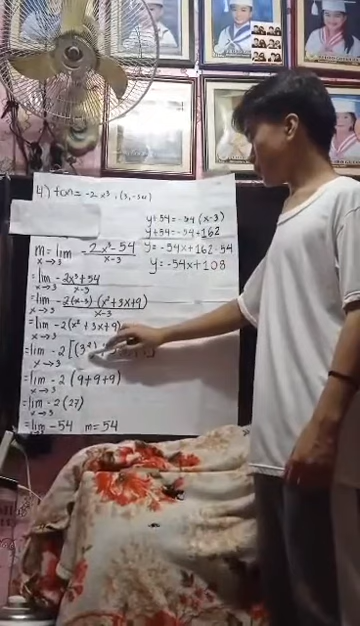 4) f(x) = -2x³ ; (3, -54)
y+54 = -54 (x-3)
y+54 = -54+162
y = -54x+162-54
y = -54x+108
m = lim -2x³-54
x→3 x-3
= lim -2x³+54
x→3 x-3
= lim -2(x-3) (x²+3x+9)
x→3 x-3
= lim -2(x²+3x+9)
x→3
= lim -2 [(3²)
x→3
= lim -2 (9+9+9)
x→3
= lim -2 (27)
x→3
= lim -54 m=54